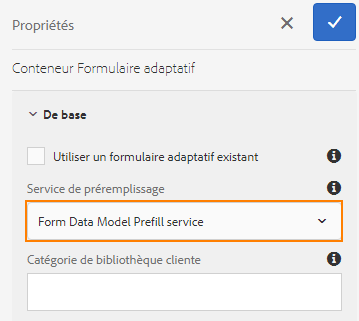 Propriétés
Conteneur Formulaire adaptatif
De base
Utiliser un formulaire adaptatif existant
Service de préremplissage
Form Data Model Prefill service
Catégorie de bibliothèque cliente